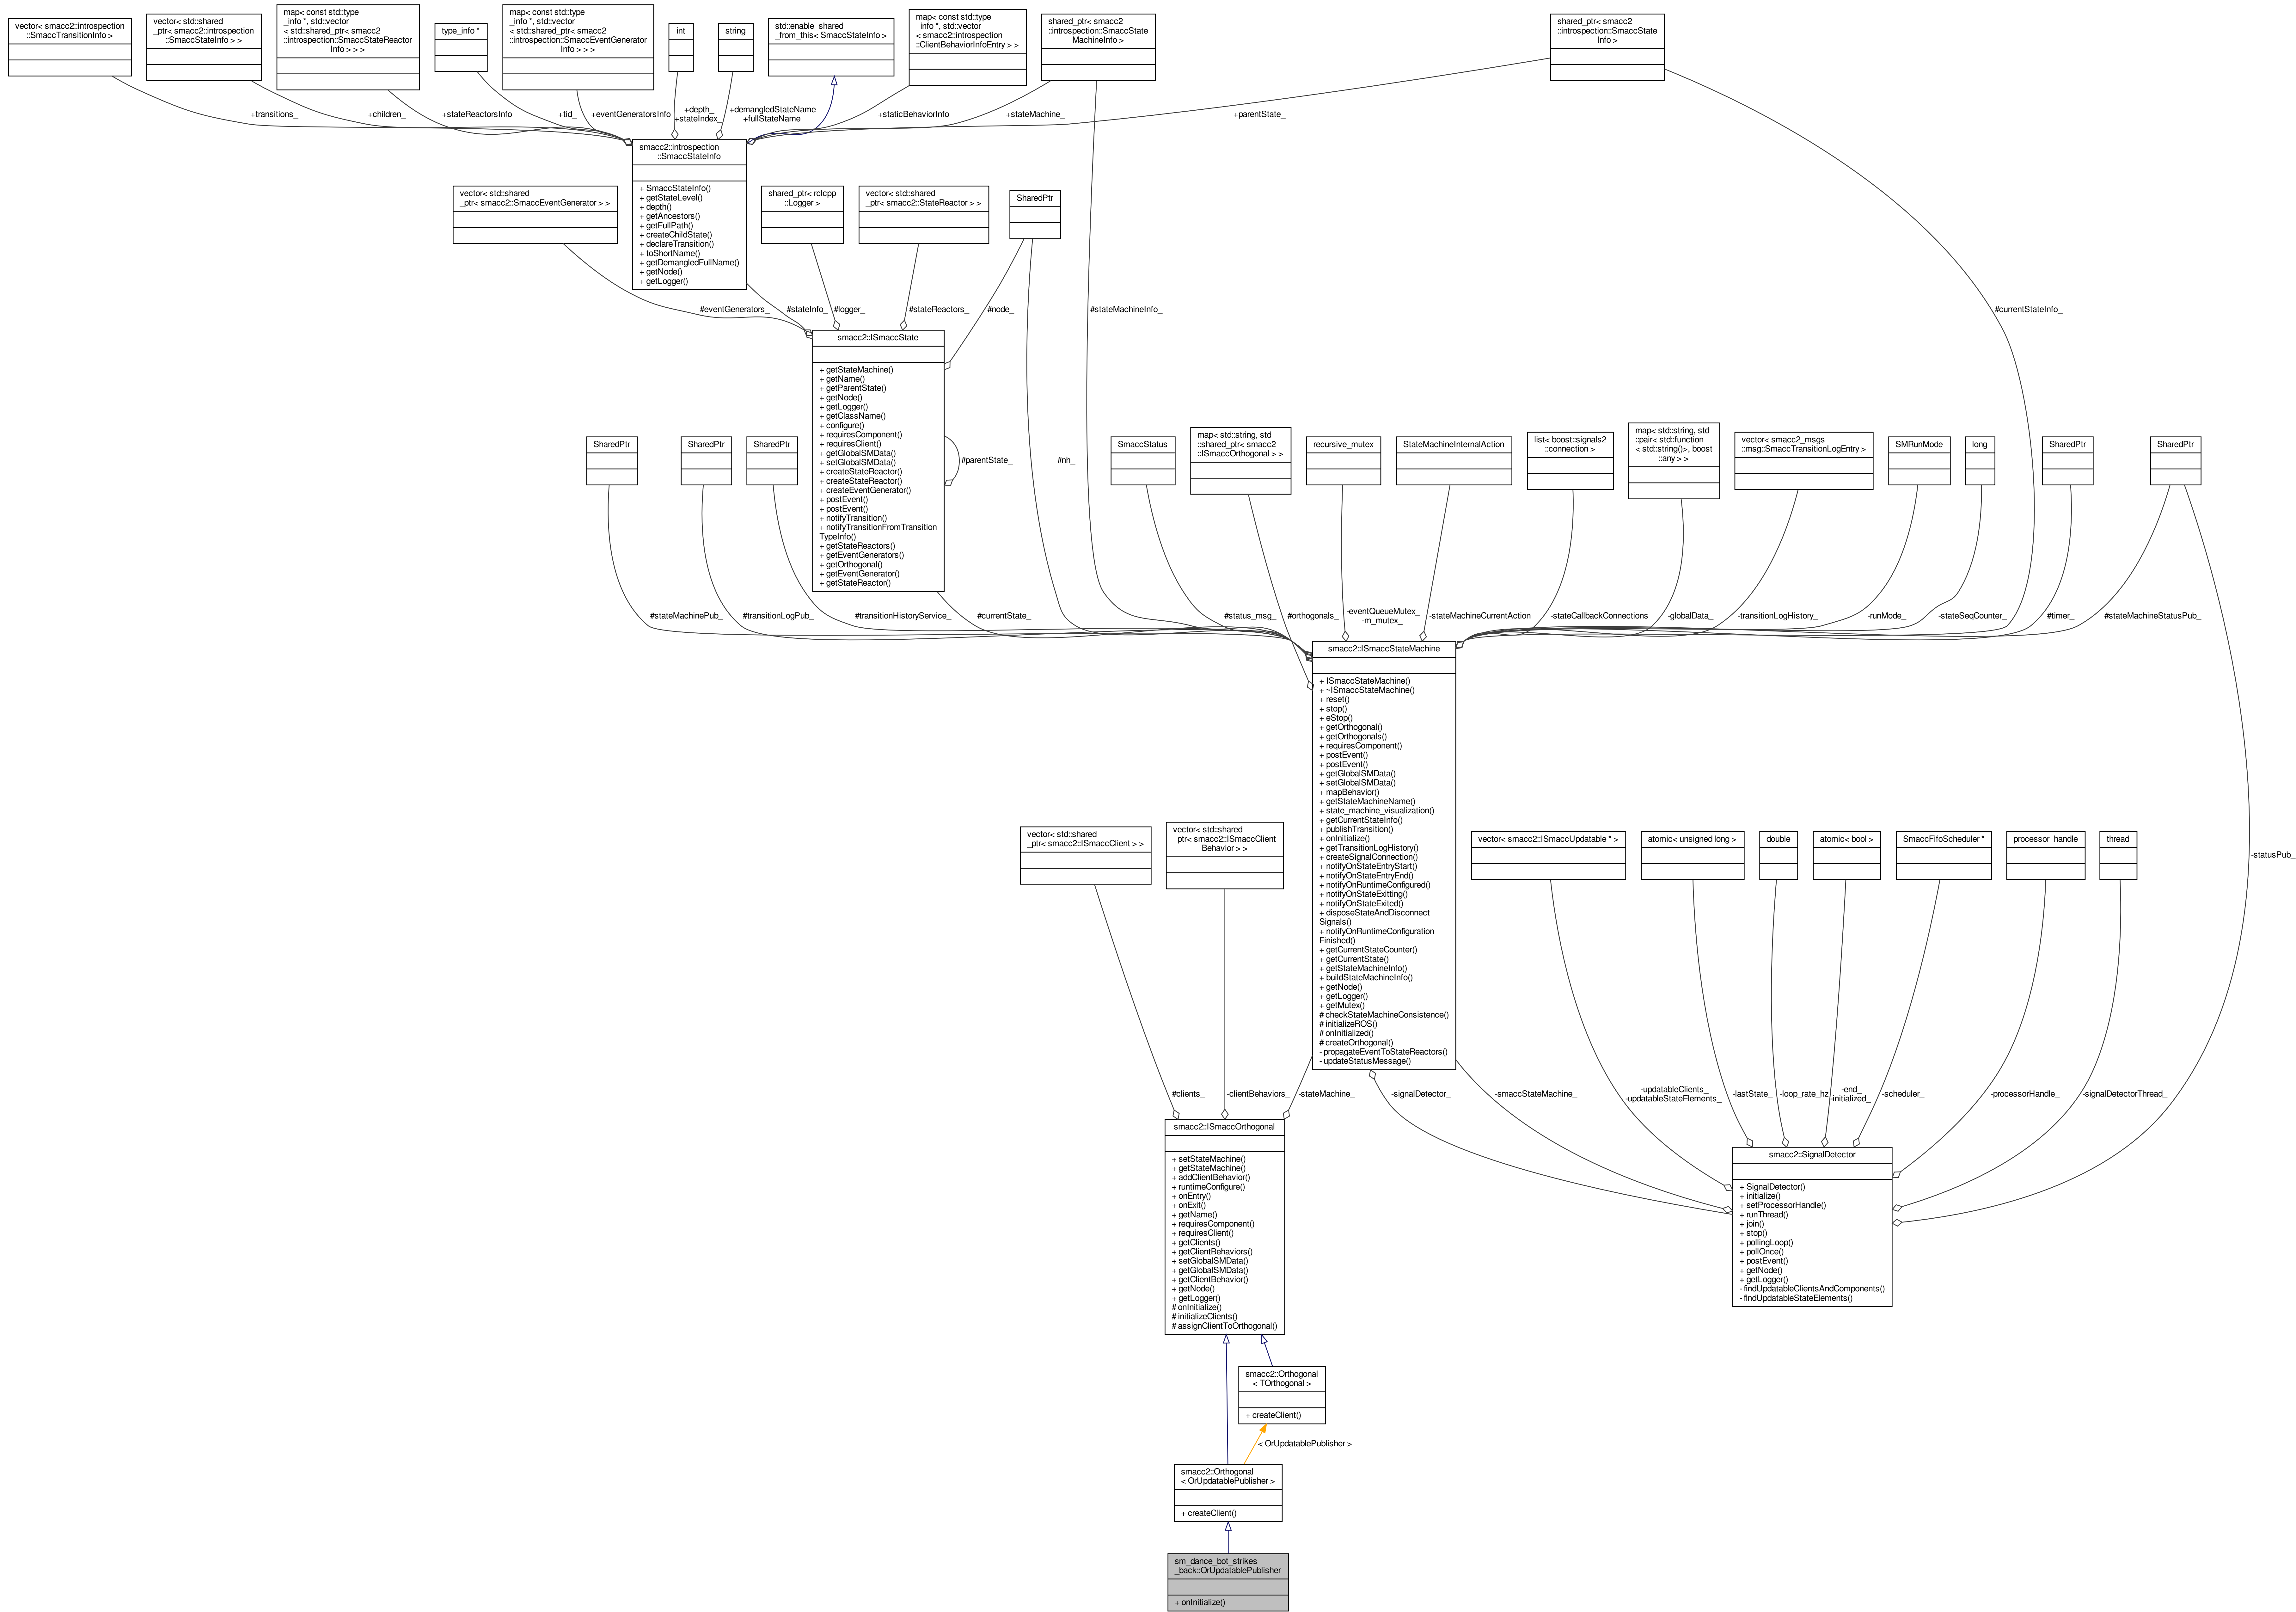 vector< smacc2::introspection
::SmaccTransitionInfo >
vector< std::shared
_ptr< smacc2::introspection
::SmaccStateInfo > >
map< const std::type
_info *, std::vector
< std::shared_ptr< smacc2
::introspection::SmaccStateReactor
Info > > >
type_info *
map< const std::type
_info *, std::vector
< std::shared_ptr< smacc2
::introspection::SmaccEventGenerator
Info > > >
int
string
std::enable_shared
_from_this< SmaccStateInfo >
map< const std::type
_info *, std::vector
< smacc2::introspection
::ClientBehaviorInfoEntry > >
shared_ptr< smacc2
::introspection::SmaccState
MachineInfo >
shared_ptr< smacc2
::introspection::SmaccState
Info >
+transitions_
+children_
+stateReactorsInfo
+tid_
+eventGeneratorsInfo
+depth_
+stateIndex_
+demangledStateName
+fullStateName
+staticBehaviorInfo
+stateMachine_
+parentState_
smacc2::introspection
::SmaccStateInfo
+ SmaccStateInfo()
+ getStateLevel()
+ depth()
+ getAncestors()
+ getFullPath()
+ createChildState()
+ declareTransition()
+ toShortName()
+ getDemangledFullName()
+ getNode()
+ getLogger()
vector< std::shared
_ptr< smacc2::SmaccEventGenerator > >
shared_ptr< rclcpp
::Logger >
vector< std::shared
_ptr< smacc2::StateReactor > >
SharedPtr
#eventGenerators_
#stateInfo_
#logger_
#stateReactors_
#node_
#stateMachineInfo_
#currentStateInfo_
smacc2::ISmaccState
+ getStateMachine()
+ getName()
+ getParentState()
+ getNode()
+ getLogger()
+ getClassName()
+ configure()
+ requiresComponent()
+ requiresClient()
+ getGlobalSMData()
+ setGlobalSMData()
+ createStateReactor()
+ createStateReactor()
+ createEventGenerator()
+ postEvent()
+ postEvent()
+ notifyTransition()
+ notifyTransitionFromTransition
TypeInfo()
+ getStateReactors()
+ getEventGenerators()
+ getOrthogonal()
+ getEventGenerator()
+ getStateReactor()
#parentState_
#nh_
SharedPtr
SharedPtr
SharedPtr
SmaccStatus
map< std::string, std
::shared_ptr< smacc2
::ISmaccOrthogonal > >
recursive_mutex
StateMachineInternalAction
list< boost::signals2
::connection >
map< std::string, std
::pair< std::function
< std::string()>, boost
::any > >
vector< smacc2_msgs
::msg::SmaccTransitionLogEntry >
SMRunMode
long
SharedPtr
SharedPtr
#stateMachinePub_
#transitionLogPub_
#transitionHistoryService_
#currentState_
#status_msg_
#orthogonals_
-eventQueueMutex_
-m_mutex_
-stateMachineCurrentAction
-stateCallbackConnections
-globalData_
-transitionLogHistory_
-runMode_
-stateSeqCounter_
#timer_
#stateMachineStatusPub_
smacc2::ISmaccStateMachine
+ ISmaccStateMachine()
+ ~ISmaccStateMachine()
+ reset()
+ stop()
+ eStop()
+ getOrthogonal()
+ getOrthogonals()
+ requiresComponent()
+ postEvent()
+ postEvent()
+ getGlobalSMData()
+ setGlobalSMData()
+ mapBehavior()
+ getStateMachineName()
+ state_machine_visualization()
+ getCurrentStateInfo()
+ publishTransition()
+ onInitialize()
+ getTransitionLogHistory()
+ createSignalConnection()
+ notifyOnStateEntryStart()
+ notifyOnStateEntryEnd()
+ notifyOnRuntimeConfigured()
+ notifyOnStateExitting()
+ notifyOnStateExited()
+ disposeStateAndDisconnect
Signals()
+ notifyOnRuntimeConfiguration
Finished()
+ getCurrentStateCounter()
+ getCurrentState()
+ getStateMachineInfo()
+ buildStateMachineInfo()
+ getNode()
+ getLogger()
+ getMutex()
# checkStateMachineConsistence()
# initializeROS()
# onInitialized()
# createOrthogonal()
- propagateEventToStateReactors()
- updateStatusMessage()
vector< std::shared
_ptr< smacc2::ISmaccClient > >
vector< std::shared
_ptr< smacc2::ISmaccClient
Behavior > >
vector< smacc2::ISmaccUpdatable * >
atomic< unsigned long >
double
atomic< bool >
SmaccFifoScheduler *
processor_handle
thread
-statusPub_
#clients_
-clientBehaviors_
-stateMachine_
-signalDetector_
-smaccStateMachine_
-updatableClients_
-updatableStateElements_
-lastState_
-loop_rate_hz
-end_
-initialized_
-scheduler_
-processorHandle_
-signalDetectorThread_
smacc2::ISmaccOrthogonal
+ setStateMachine()
+ getStateMachine()
+ addClientBehavior()
+ runtimeConfigure()
+ onEntry()
+ onExit()
+ getName()
+ requiresComponent()
+ requiresClient()
+ getClients()
+ getClientBehaviors()
+ setGlobalSMData()
+ getGlobalSMData()
+ getClientBehavior()
+ getNode()
+ getLogger()
# onInitialize()
# initializeClients()
# assignClientToOrthogonal()
smacc2::SignalDetector
+ SignalDetector()
+ initialize()
+ setProcessorHandle()
+ runThread()
+ join()
+ stop()
+ pollingLoop()
+ pollOnce()
+ postEvent()
+ getNode()
+ getLogger()
- findUpdatableClientsAndComponents()
- findUpdatableStateElements()
smacc2::Orthogonal
< TOrthogonal >
+ createClient()
< OrUpdatablePublisher >
smacc2::Orthogonal
< OrUpdatablePublisher >
+ createClient()
sm_dance_bot_strikes
_back::OrUpdatablePublisher
+ onInitialize()